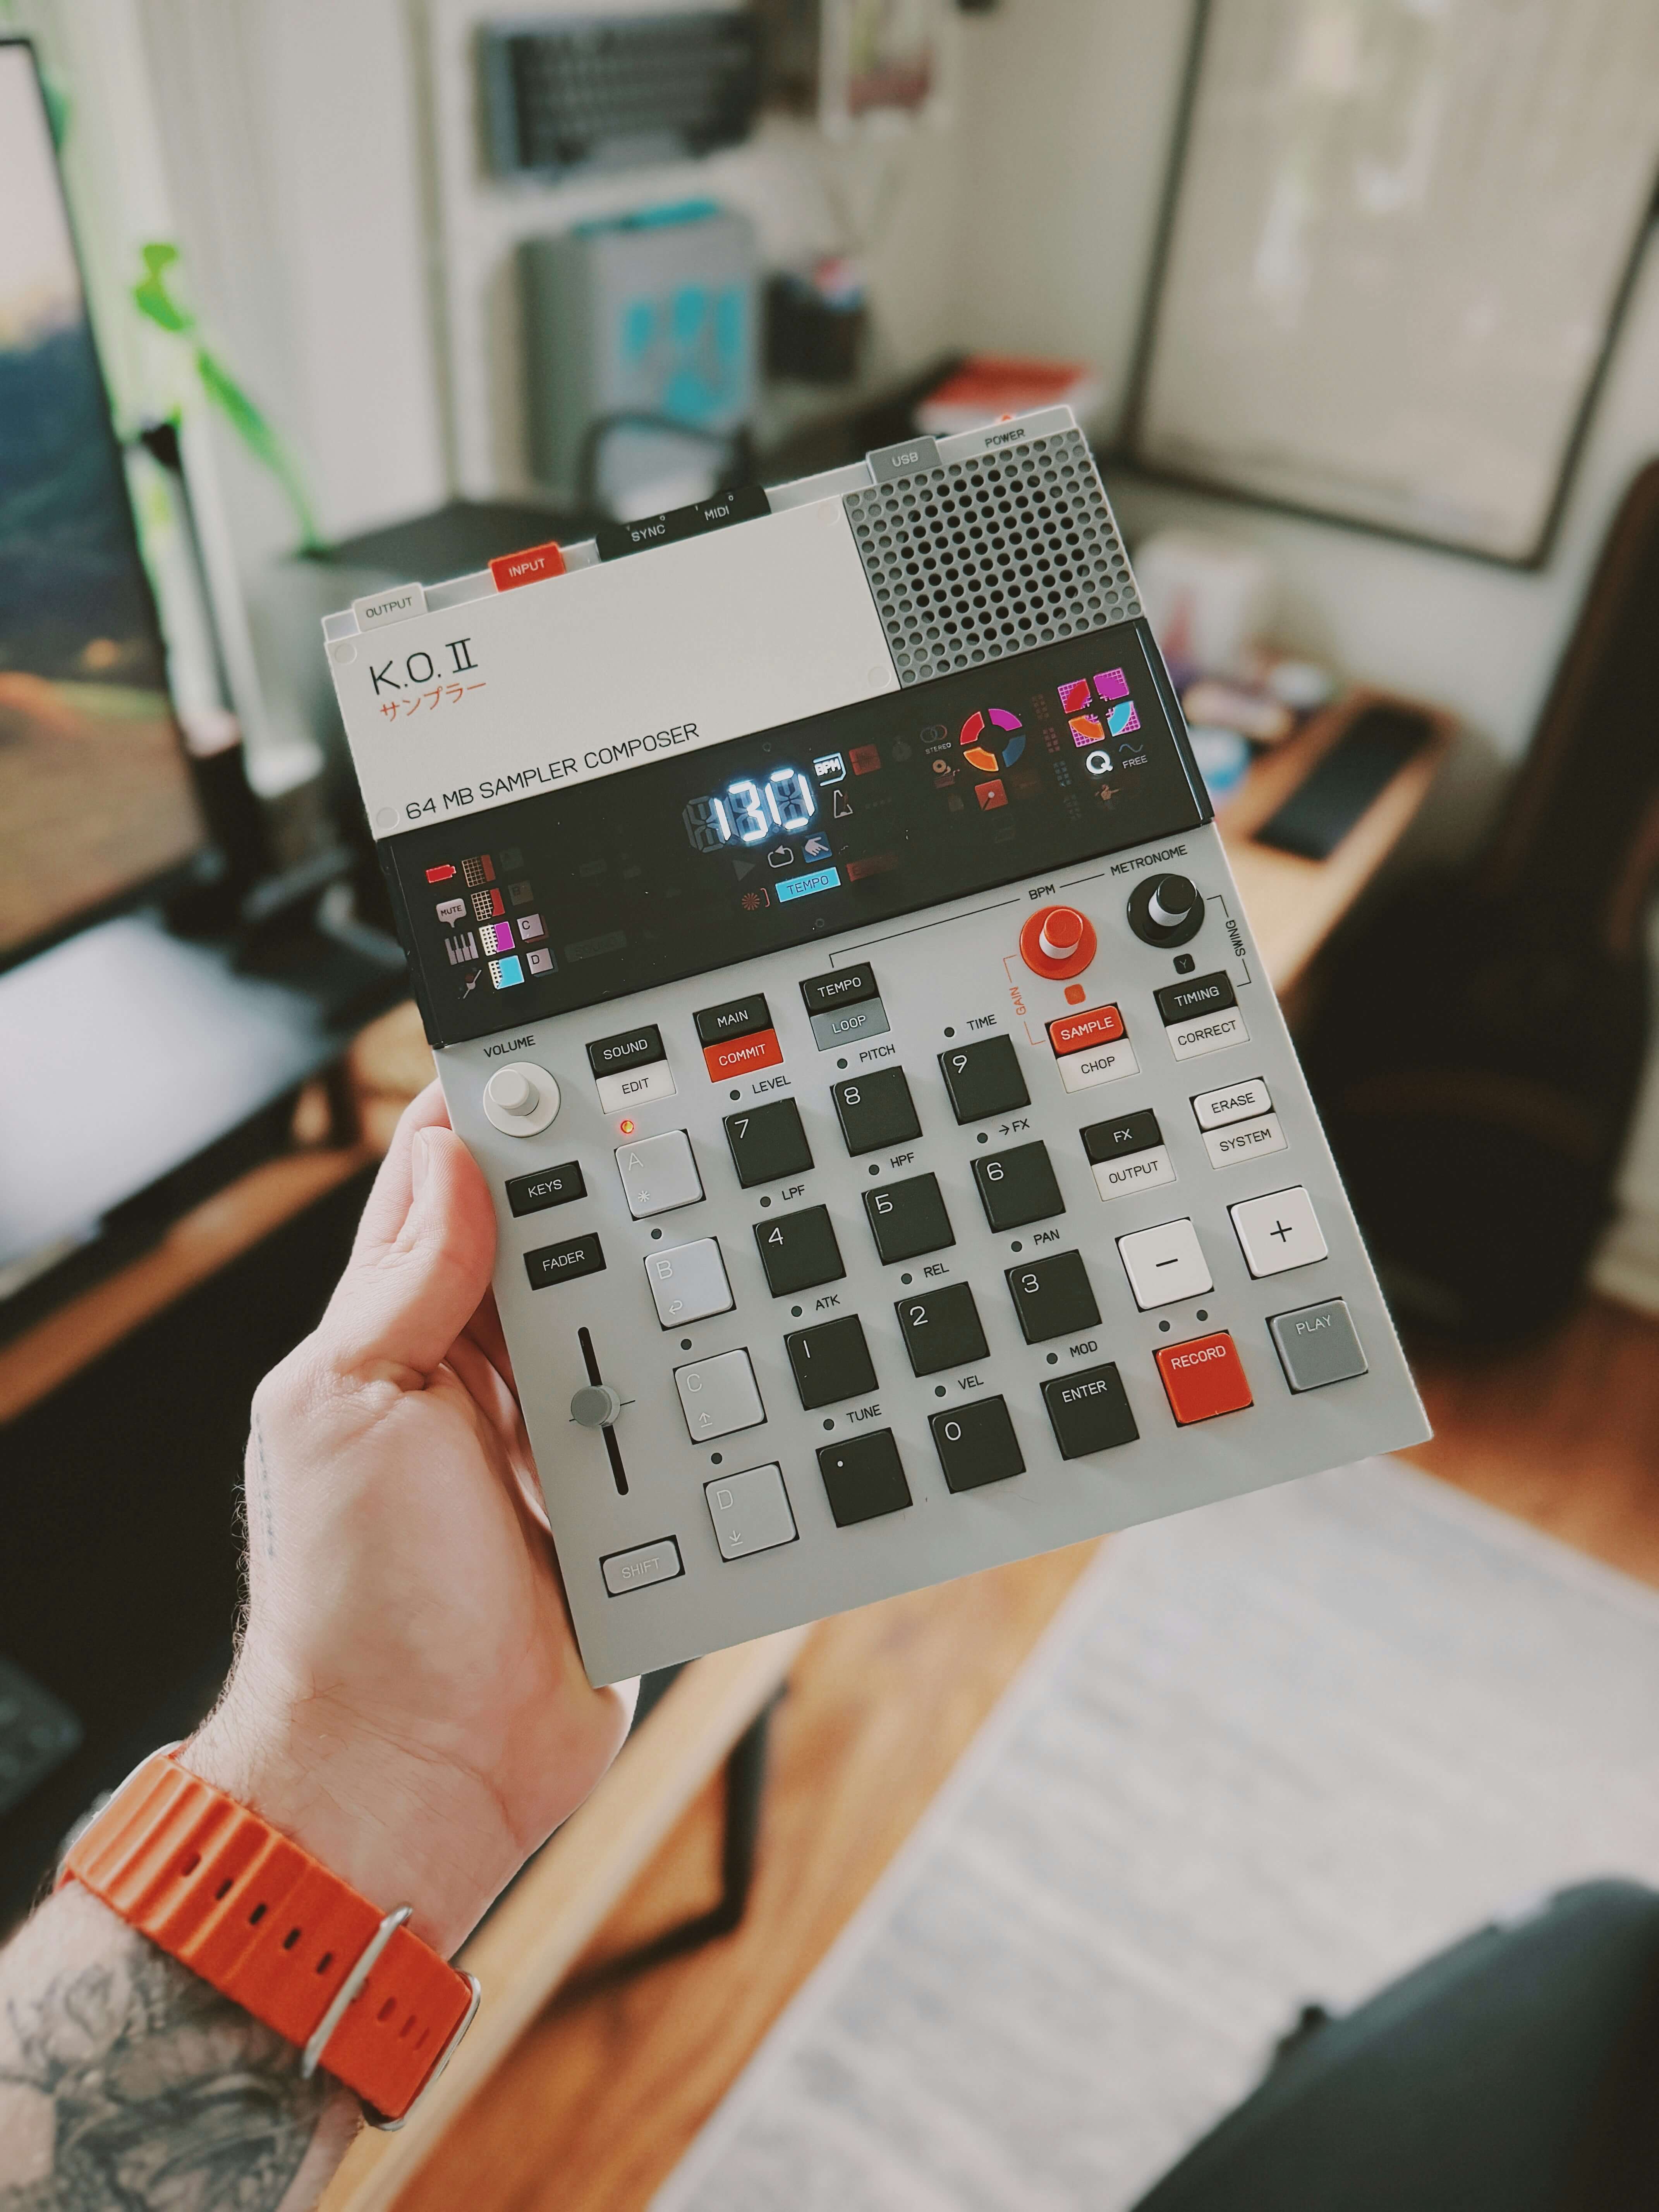 POWER
USB
SYNC MIDI
INPUT
OUTPUT
K.O. II
サンプラー
64 MB SAMPLER COMPOSER
130 BPM
STEREO
Q FREE
TEMPO
MUTE
C
D
BPM METRONOME
SWING
GAIN
Y
VOLUME
SOUND
EDIT
MAIN
COMMIT
TEMPO
LOOP
SAMPLE
CHOP
TIMING
CORRECT
LEVEL
PITCH
TIME
KEYS
A
*
7
8
9
FX
OUTPUT
ERASE
SYSTEM
LPF
HPF
→FX
FADER
B
4
5
6
-
+
ATK
REL
PAN
C
1
2
3
RECORD
PLAY
TUNE
VEL
MOD
SHIFT
D
.
0
ENTER